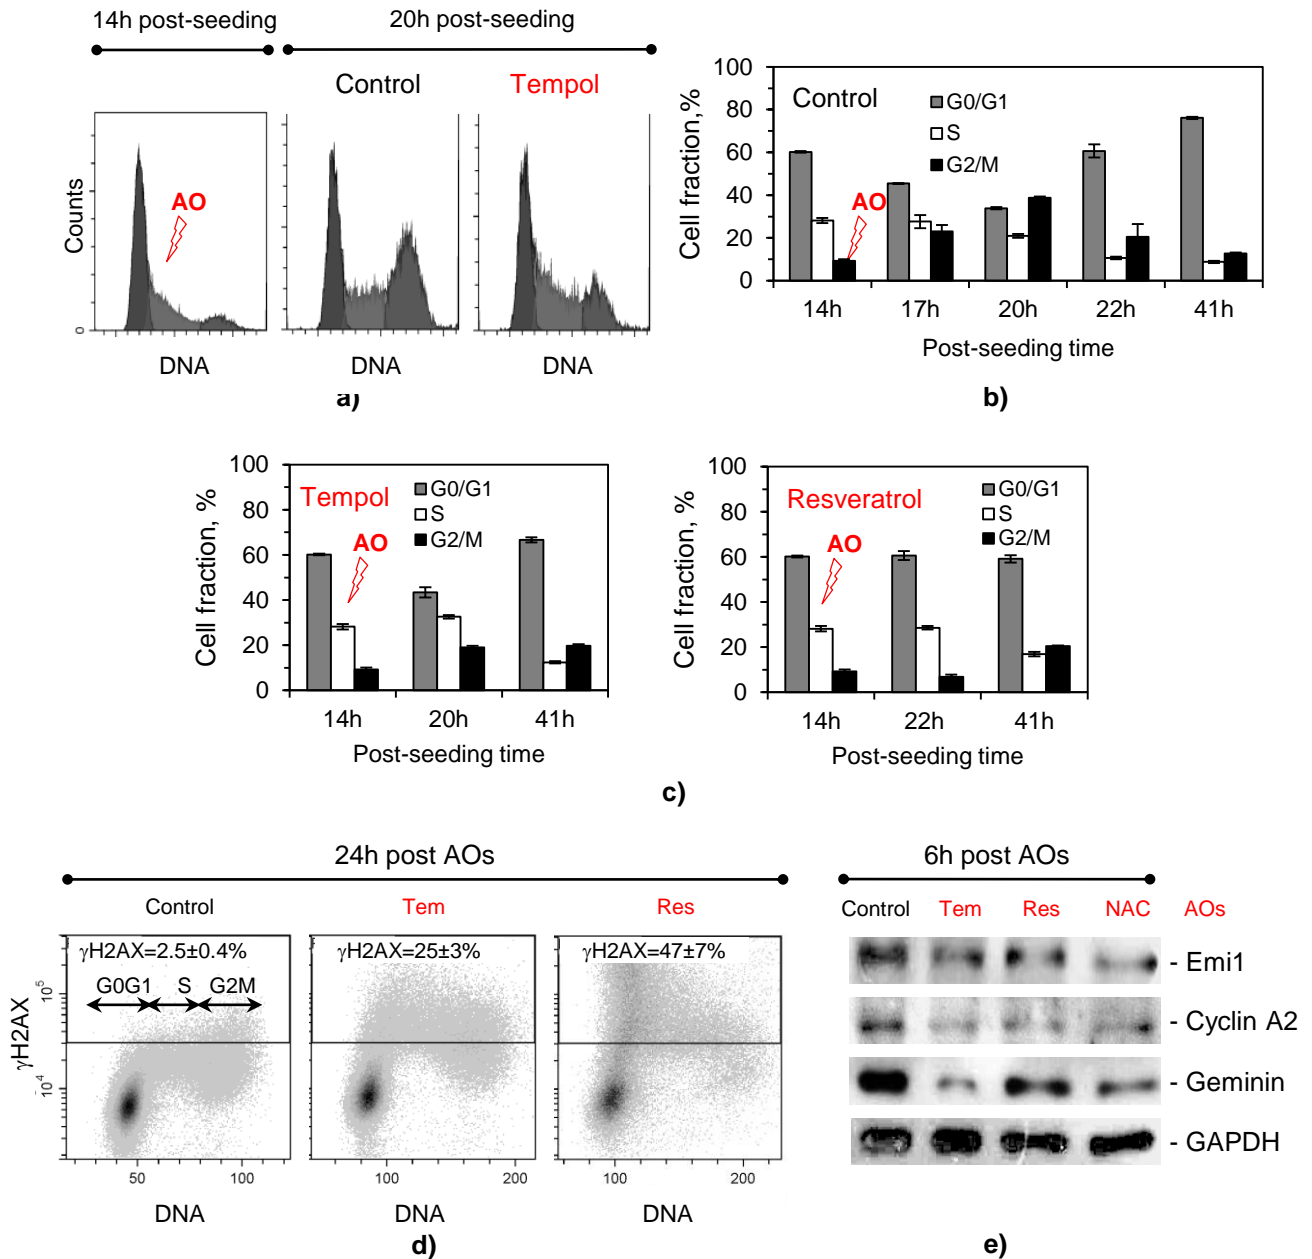 14h post-seeding
20h post-seeding
Control
Tempol
AO
Counts
0
DNA
DNA
DNA
a)
Cell fraction,%
100
80
60
40
20
0
Control
G0/G1
S
G2/M
AO
14h
17h
20h
22h
41h
Post-seeding time
b)
Cell fraction, %
100
80
60
40
20
0
Tempol
G0/G1
S
G2/M
AO
14h
20h
41h
Post-seeding time
Cell fraction, %
100
80
60
40
20
0
Resveratrol
G0/G1
S
G2/M
AO
14h
22h
41h
Post-seeding time
c)
24h post AOs
Control
Tem
Res
γH2AX=2.5±0.4%
γH2AX=25±3%
γH2AX=47±7%
G0G1
S
G2M
γH2AX
10⁵
10⁴
50
100
100
200
100
200
DNA
DNA
DNA
d)
6h post AOs
Control
Tem
Res
NAC
AOs
- Emi1
- Cyclin A2
- Geminin
- GAPDH
e)